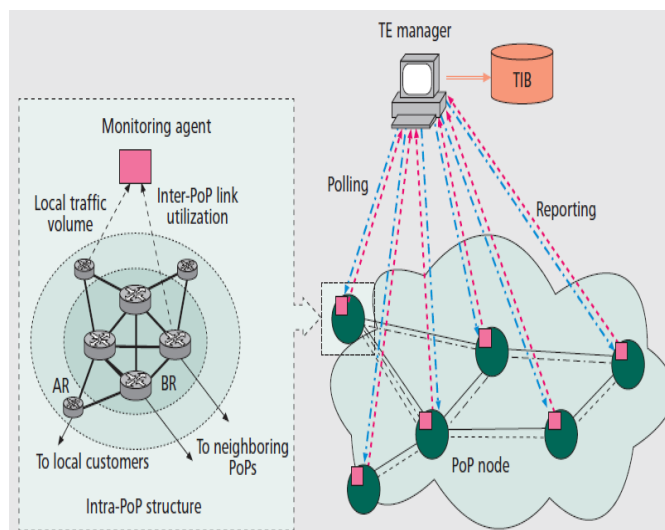 TE manager
TIB
Monitoring agent
Local traffic
volume
Inter-PoP link
utilization
Polling
Reporting
AR
BR
To local customers
To neighboring
PoPs
Intra-PoP structure
PoP node